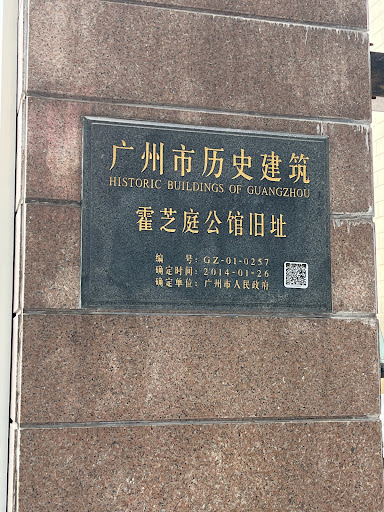 广州市历史建筑
HISTORIC BUILDINGS OF GUANGZHOU
霍芝庭公馆旧址
编　　号：GZ-01-0257
确定时间：2014-01-26
确定单位：广州市人民政府